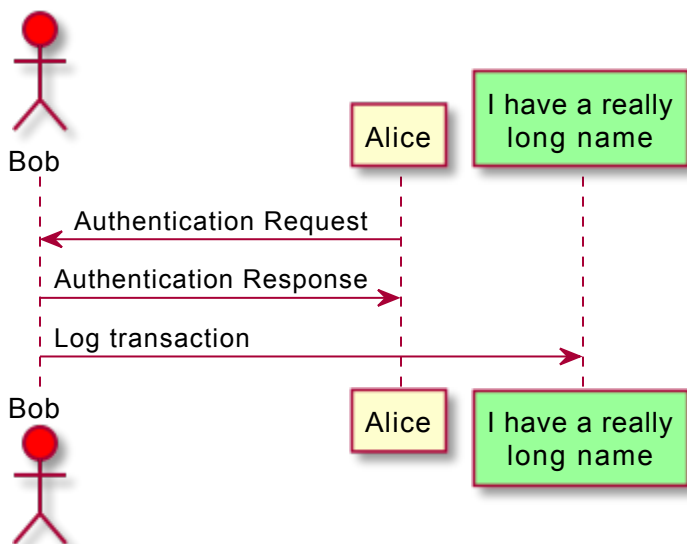 Bob
Alice
I have a really
long name
Authentication Request
Authentication Response
Log transaction
Bob
Alice
I have a really
long name